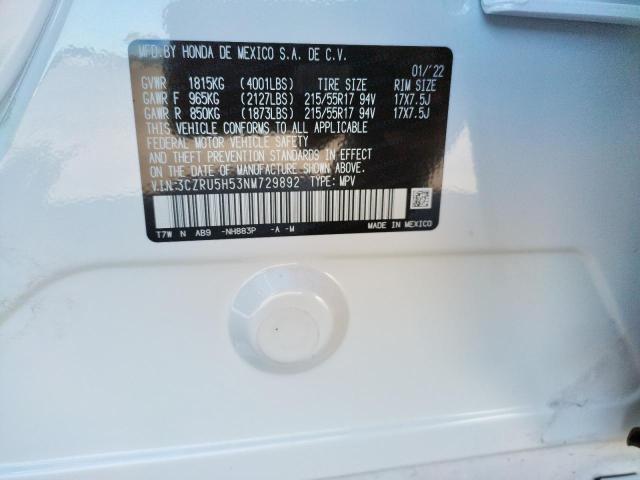 MFD.BY HONDA DE MEXICO S.A. DE C.V.
01/'22
GVWR 1815KG (4001LBS) TIRE SIZE RIM SIZE
GAWR F 965KG (2127LBS) 215/55R17 94V 17X7.5J
GAWR R 850KG (1873LBS) 215/55R17 94V 17X7.5J
THIS VEHICLE CONFORMS TO ALL APPLICABLE
FEDERAL MOTOR VEHICLE SAFETY
AND THEFT PREVENTION STANDARDS IN EFFECT
ON THE DATE OF MANUFACTURE SHOWN ABOVE.
V.I.N:3CZRU5H53NM729892 TYPE: MPV
T7W N AB9 -NH883P -A -M MADE IN MEXICO